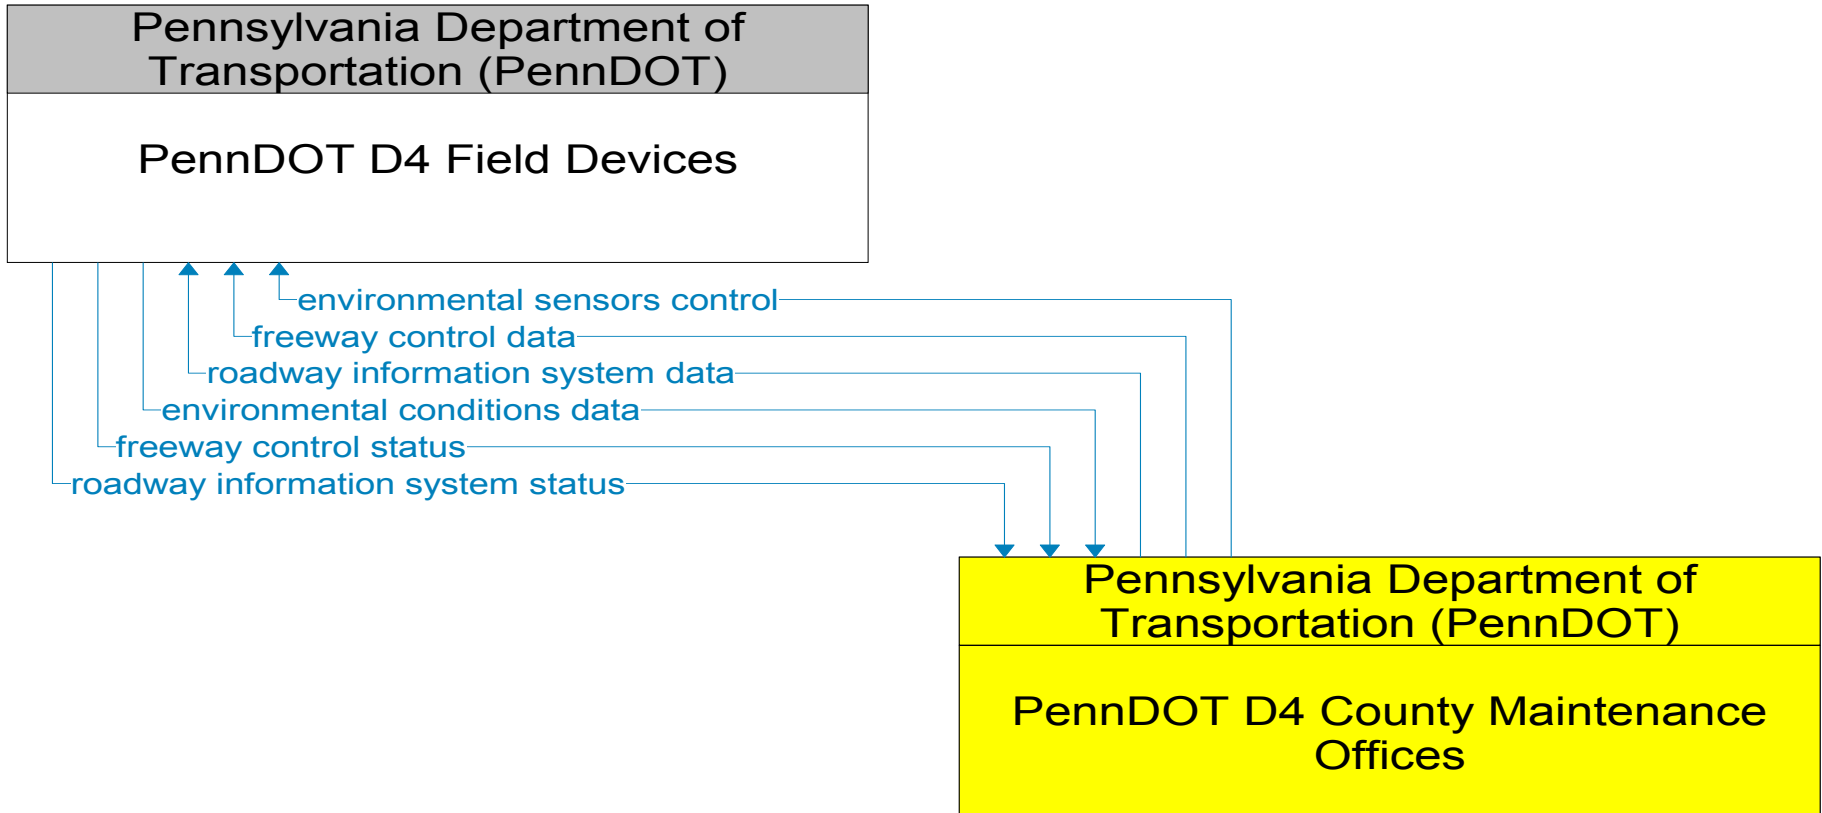 Pennsylvania Department of
Transportation (PennDOT)
PennDOT D4 Field Devices
environmental sensors control
freeway control data
roadway information system data
environmental conditions data
freeway control status
roadway information system status
Pennsylvania Department of
Transportation (PennDOT)
PennDOT D4 County Maintenance
Offices